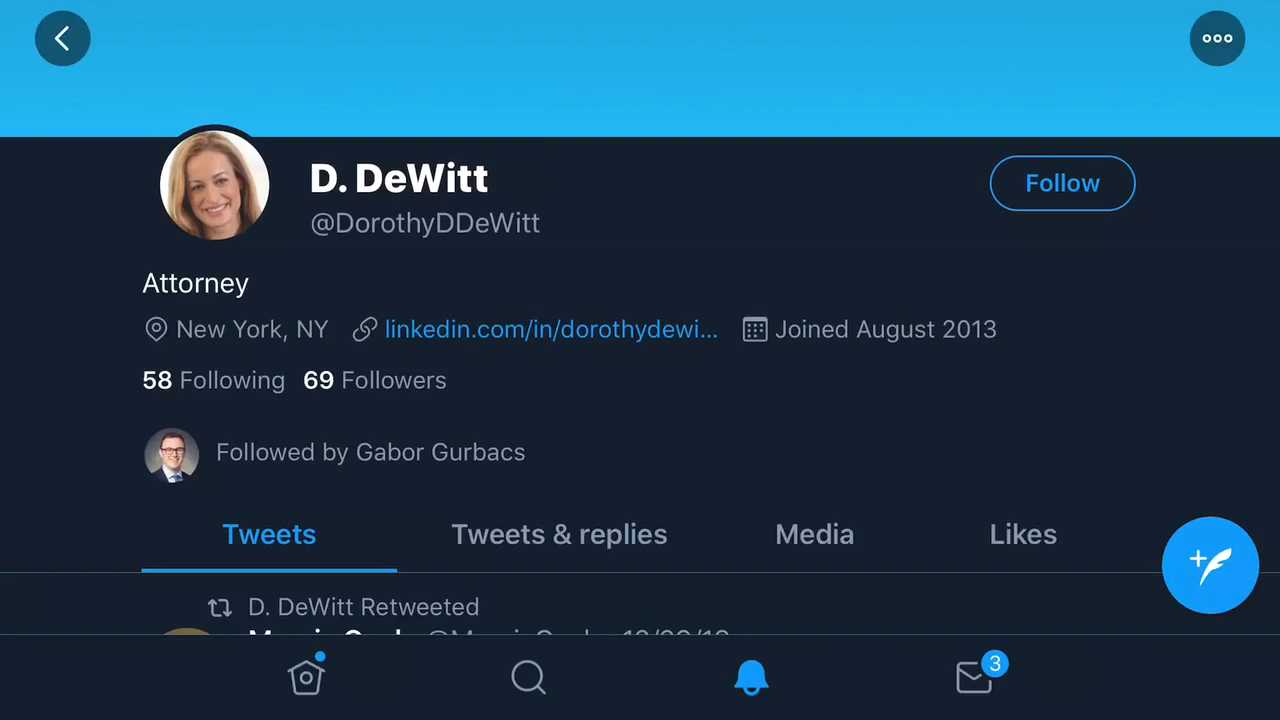 D. DeWitt
@DorothyDDeWitt
Follow
Attorney
New York, NY linkedin.com/in/dorothydewi... Joined August 2013
58 Following 69 Followers
Followed by Gabor Gurbacs
Tweets Tweets & replies Media Likes
D. DeWitt Retweeted
3